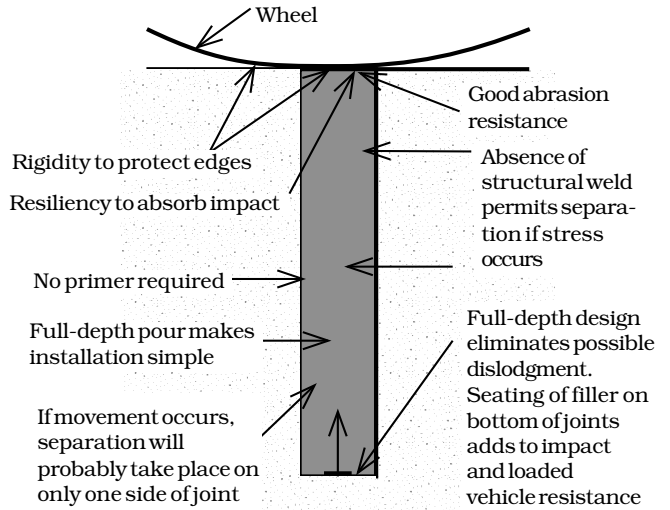 Wheel
Good abrasion
resistance
Rigidity to protect edges
Absence of
structural weld
permits separa-
tion if stress
occurs
Resiliency to absorb impact
No primer required
Full-depth pour makes
installation simple
Full-depth design
eliminates possible
dislodgment.
Seating of filler on
bottom of joints
adds to impact
and loaded
vehicle resistance
If movement occurs,
separation will
probably take place on
only one side of joint